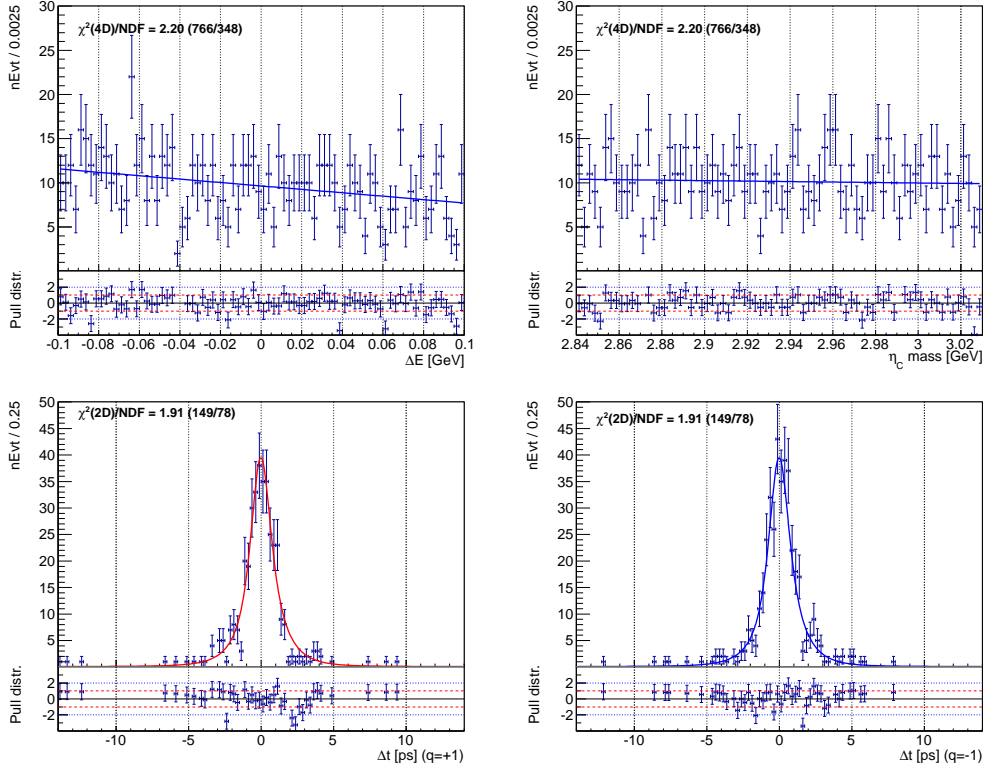 χ²(4D)/NDF = 2.20 (766/348)
nEvt / 0.0025
30
25
20
15
10
5
Pull distr.
2
0
-2
-0.1 -0.08 -0.06 -0.04 -0.02 0 0.02 0.04 0.06 0.08 0.1
ΔE [GeV]
χ²(4D)/NDF = 2.20 (766/348)
nEvt / 0.0025
30
25
20
15
10
5
Pull distr.
2
0
-2
2.84 2.86 2.88 2.9 2.92 2.94 2.96 2.98 3 3.02
η_C mass [GeV]
χ²(2D)/NDF = 1.91 (149/78)
nEvt / 0.25
50
45
40
35
30
25
20
15
10
5
Pull distr.
2
0
-2
-10 -5 0 5 10
Δt [ps] (q=+1)
χ²(2D)/NDF = 1.91 (149/78)
nEvt / 0.25
50
45
40
35
30
25
20
15
10
5
Pull distr.
2
0
-2
-10 -5 0 5 10
Δt [ps] (q=-1)